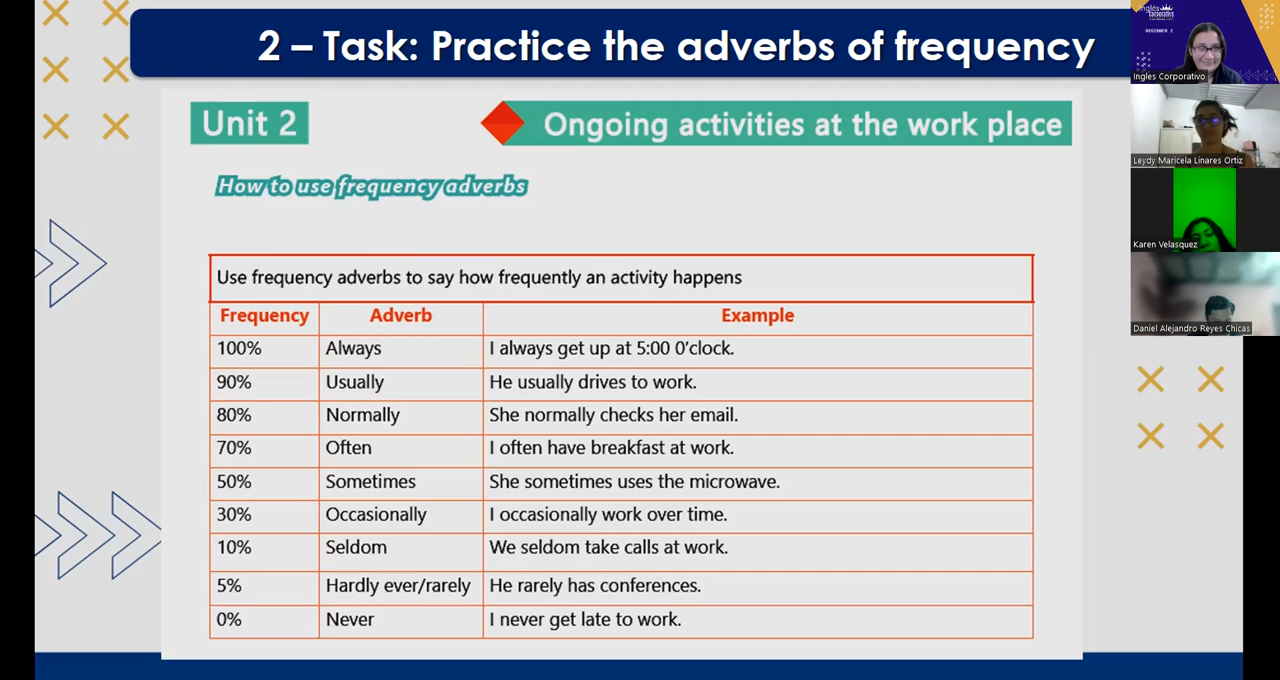 2 – Task: Practice the adverbs of frequency
Unit 2
Ongoing activities at the work place
How to use frequency adverbs
Use frequency adverbs to say how frequently an activity happens
Frequency Adverb Example
100% Always I always get up at 5:00 0'clock.
90% Usually He usually drives to work.
80% Normally She normally checks her email.
70% Often I often have breakfast at work.
50% Sometimes She sometimes uses the microwave.
30% Occasionally I occasionally work over time.
10% Seldom We seldom take calls at work.
5% Hardly ever/rarely He rarely has conferences.
0% Never I never get late to work.
Inglés
Corporativo
BEGINNER 2
Ingles Corporativo
Leydy Maricela Linares Ortiz
Karen Velasquez
Daniel Alejandro Reyes Chicas